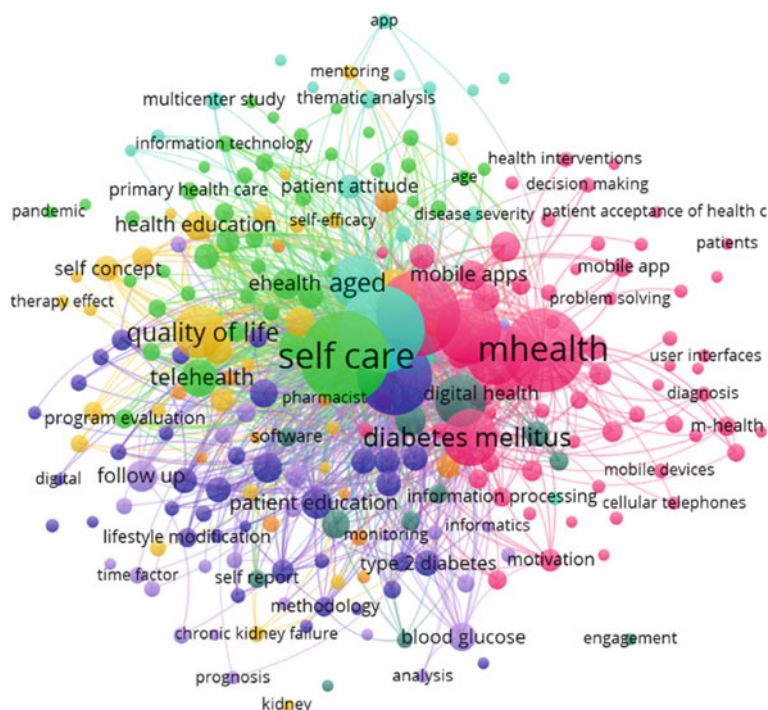 app
mentoring
multicenter study
thematic analysis
information technology
health interventions
primary health care
patient attitude
age
decision making
pandemic
health education
self-efficacy
disease severity
patient acceptance of health c
patients
self concept
ehealth
aged
mobile apps
mobile app
therapy effect
problem solving
quality of life
self care
mhealth
user interfaces
telehealth
pharmacist
digital health
diagnosis
program evaluation
software
diabetes mellitus
m-health
digital
follow up
mobile devices
patient education
information processing
cellular telephones
lifestyle modification
monitoring
informatics
time factor
self report
type 2 diabetes
motivation
methodology
chronic kidney failure
blood glucose
engagement
prognosis
analysis
kidney